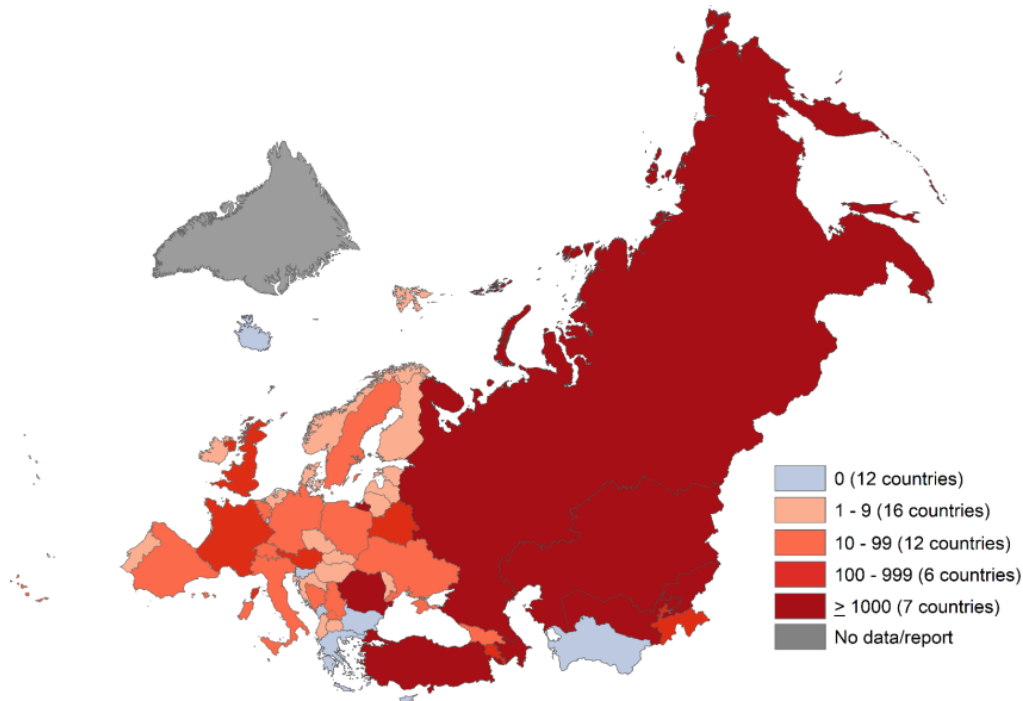 0 (12 countries)
1 - 9 (16 countries)
10 - 99 (12 countries)
100 - 999 (6 countries)
≥ 1000 (7 countries)
No data/report